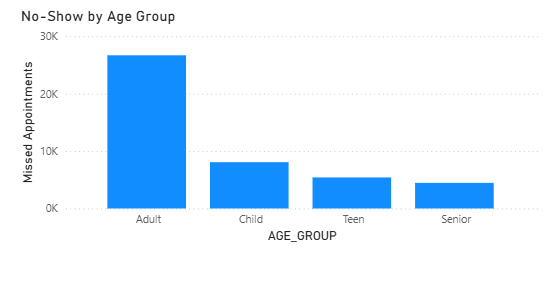 No-Show by Age Group
Missed Appointments
30K
20K
10K
0K
Adult Child Teen Senior
AGE_GROUP